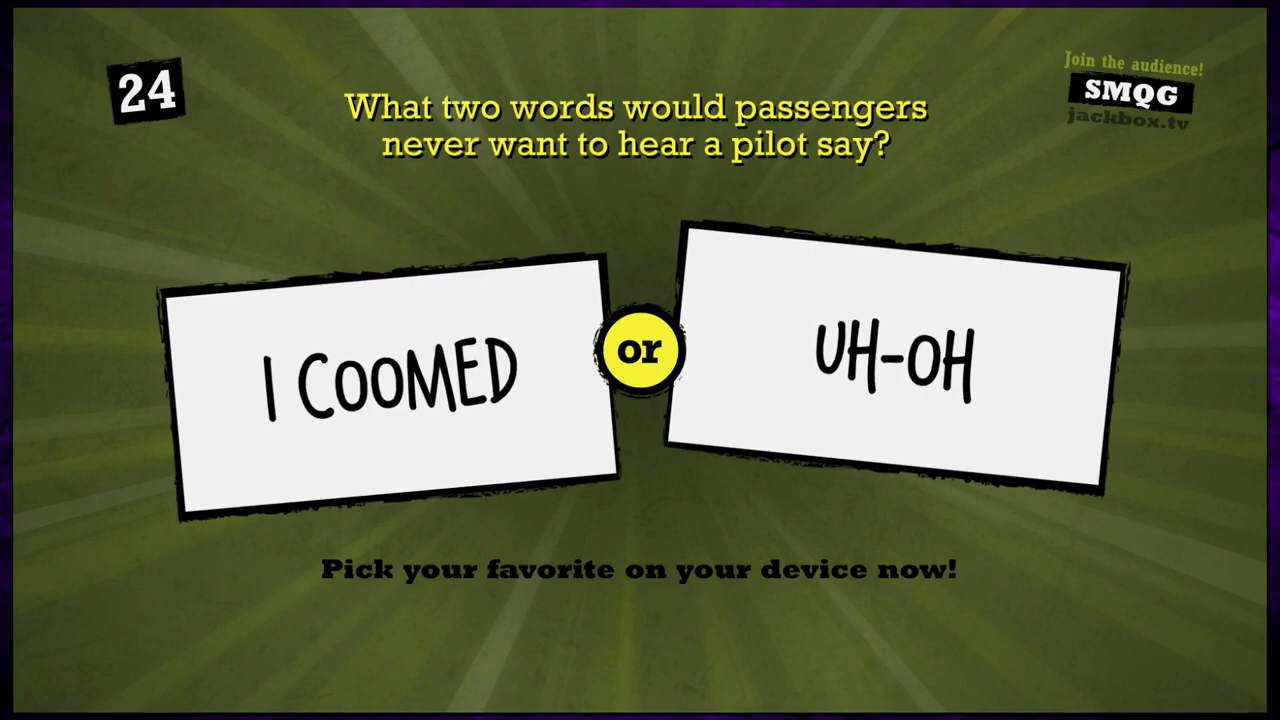 24
What two words would passengers
never want to hear a pilot say?
Join the audience!
SMQG
jackbox.tv
I COOMED
or
UH-OH
Pick your favorite on your device now!